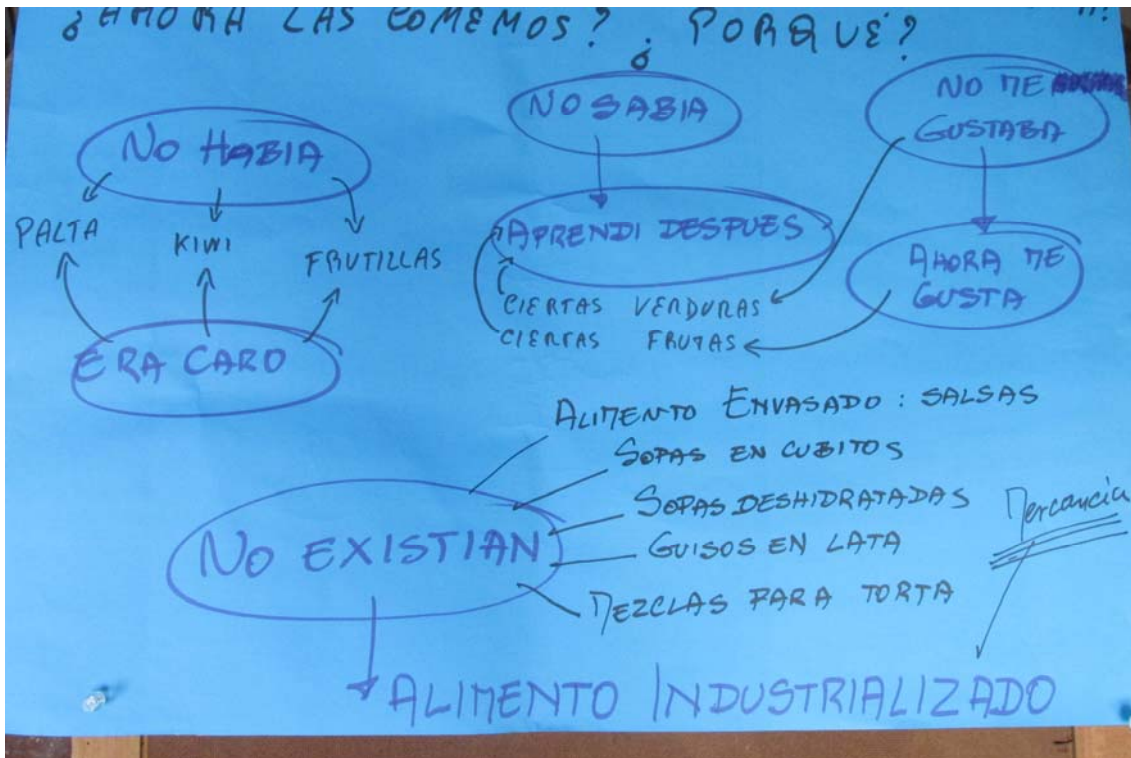 ¿AHORA LAS COMEMOS? ¿PORQUÉ?
NO HABIA
PALTA
KIWI
FRUTILLAS
ERA CARO
NO SABIA
APRENDI DESPUES
CIERTAS VERDURAS
CIERTAS FRUTAS
NO ME
GUSTABA
AHORA ME
GUSTA
NO EXISTIAN
ALIMENTO ENVASADO: SALSAS
SOPAS EN CUBITOS
SOPAS DESHIDRATADAS
GUISOS EN LATA
MEZCLAS PARA TORTA
Mercancía
ALIMENTO INDUSTRIALIZADO